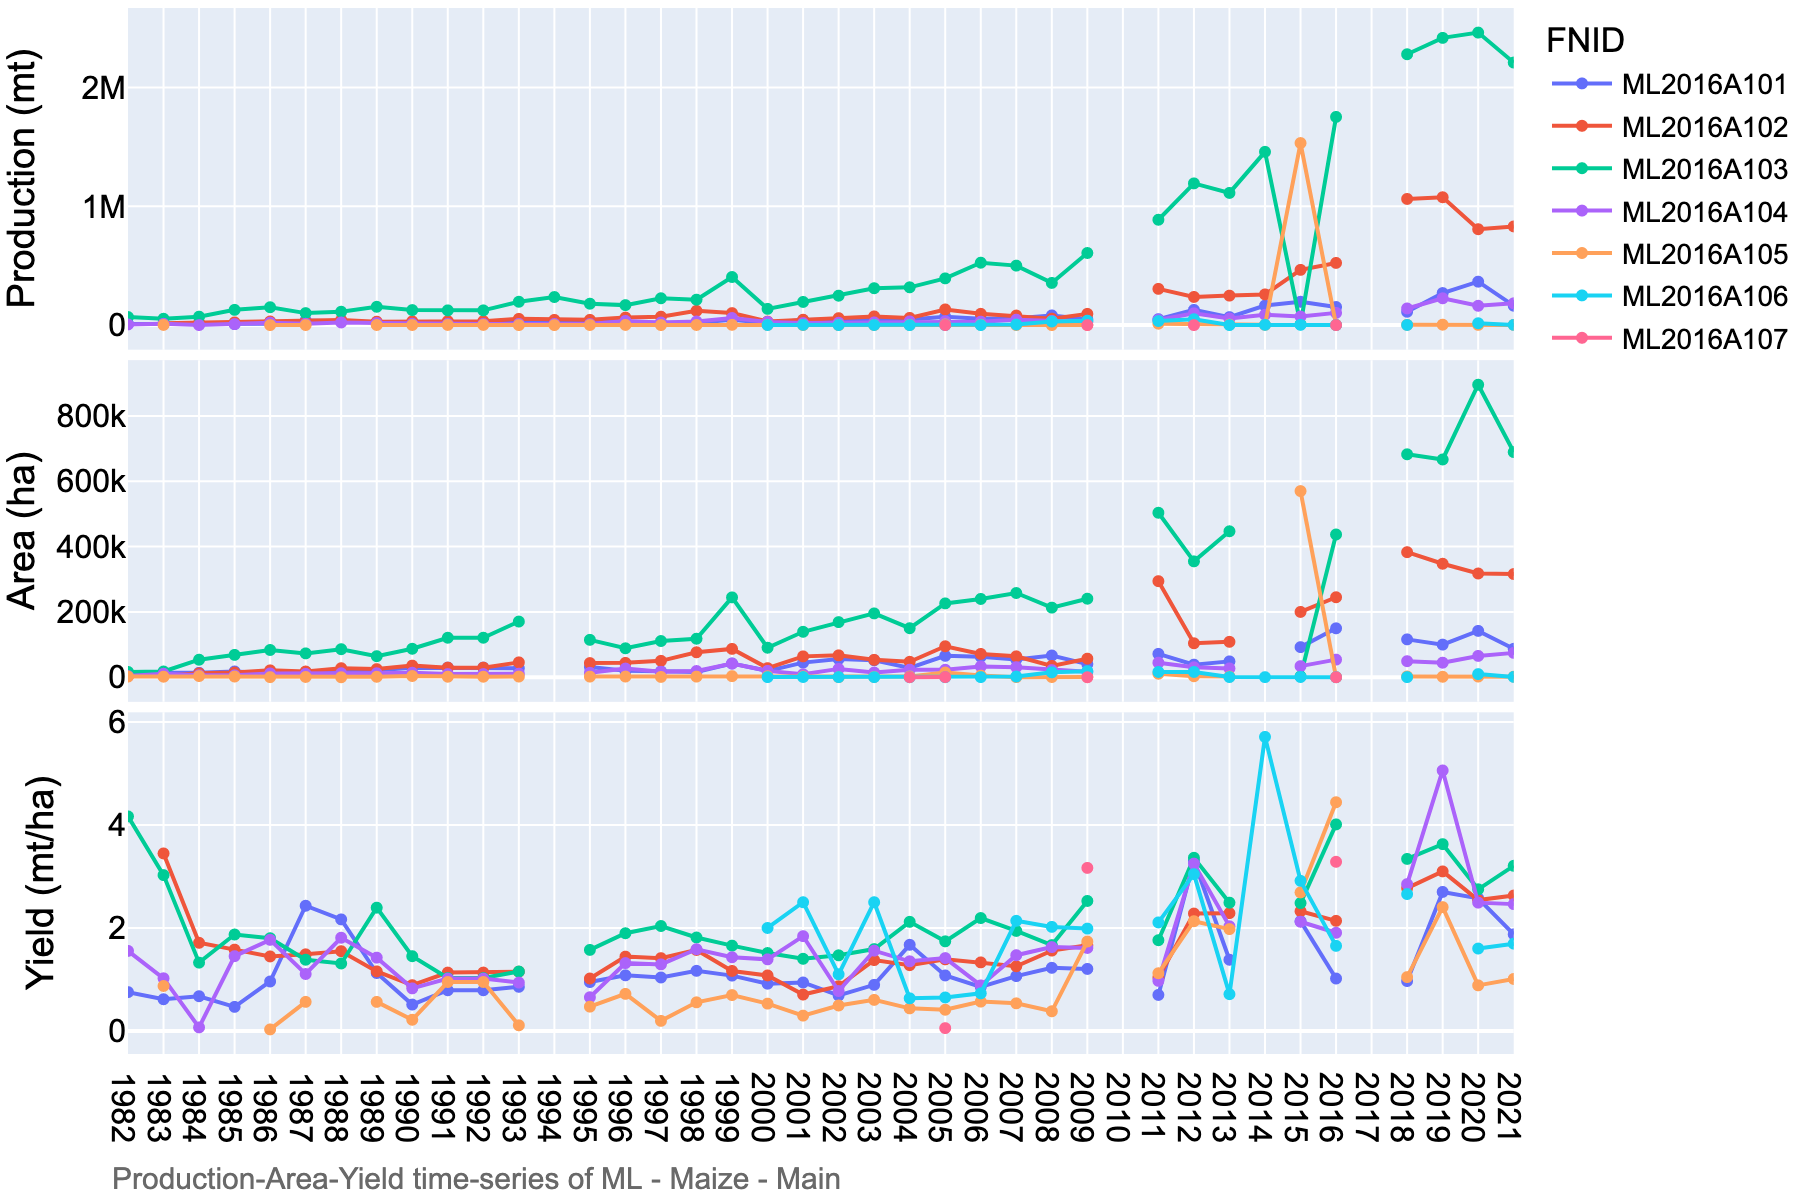 Production (mt)
2M
1M
0
Area (ha)
800k
600k
400k
200k
0
Yield (mt/ha)
6
4
2
0
1982 1983 1984 1985 1986 1987 1988 1989 1990 1991 1992 1993 1994 1995 1996 1997 1998 1999 2000 2001 2002 2003 2004 2005 2006 2007 2008 2009 2010 2011 2012 2013 2014 2015 2016 2017 2018 2019 2020 2021
Production-Area-Yield time-series of ML - Maize - Main
FNID
ML2016A101
ML2016A102
ML2016A103
ML2016A104
ML2016A105
ML2016A106
ML2016A107